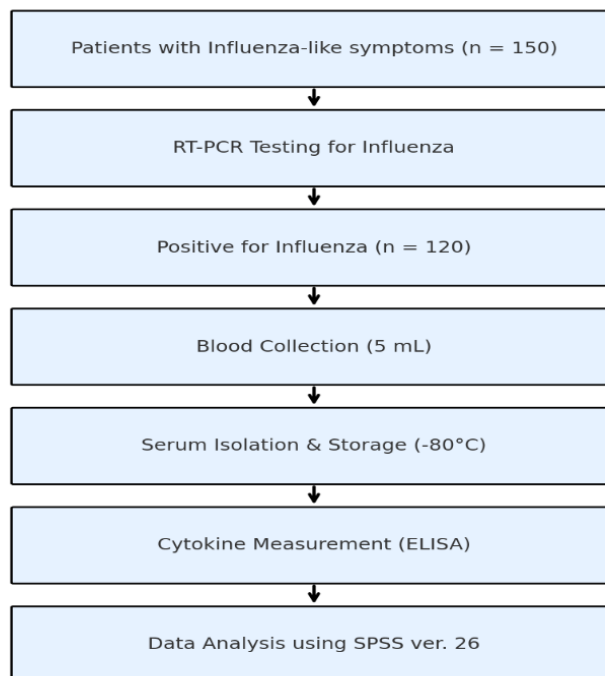 Patients with Influenza-like symptoms (n = 150)
RT-PCR Testing for Influenza
Positive for Influenza (n = 120)
Blood Collection (5 mL)
Serum Isolation & Storage (-80°C)
Cytokine Measurement (ELISA)
Data Analysis using SPSS ver. 26